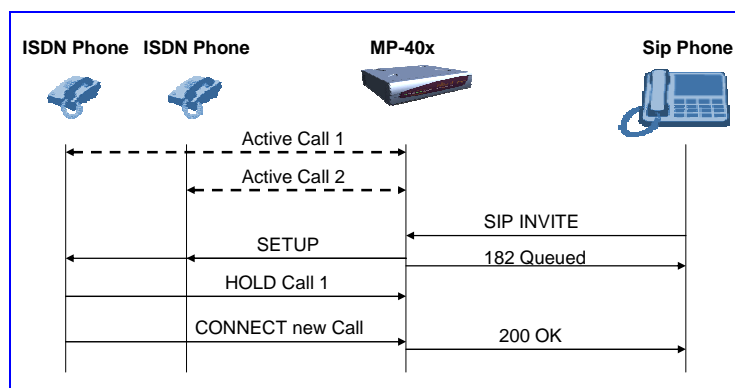 ISDN Phone ISDN Phone MP-40x Sip Phone
Active Call 1
Active Call 2
SIP INVITE
SETUP
182 Queued
HOLD Call 1
CONNECT new Call
200 OK